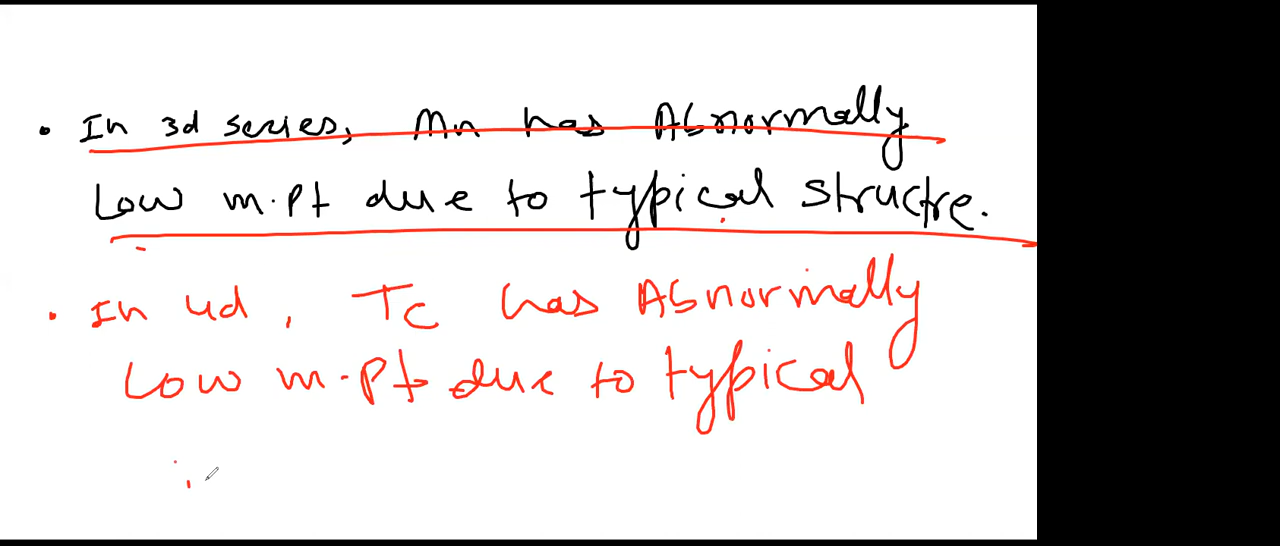 • In 3d series, Mn has Abnormally
Low m.pt due to typical Structre.
• In 4d, Tc has Abnormally
Low m.pt due to typical